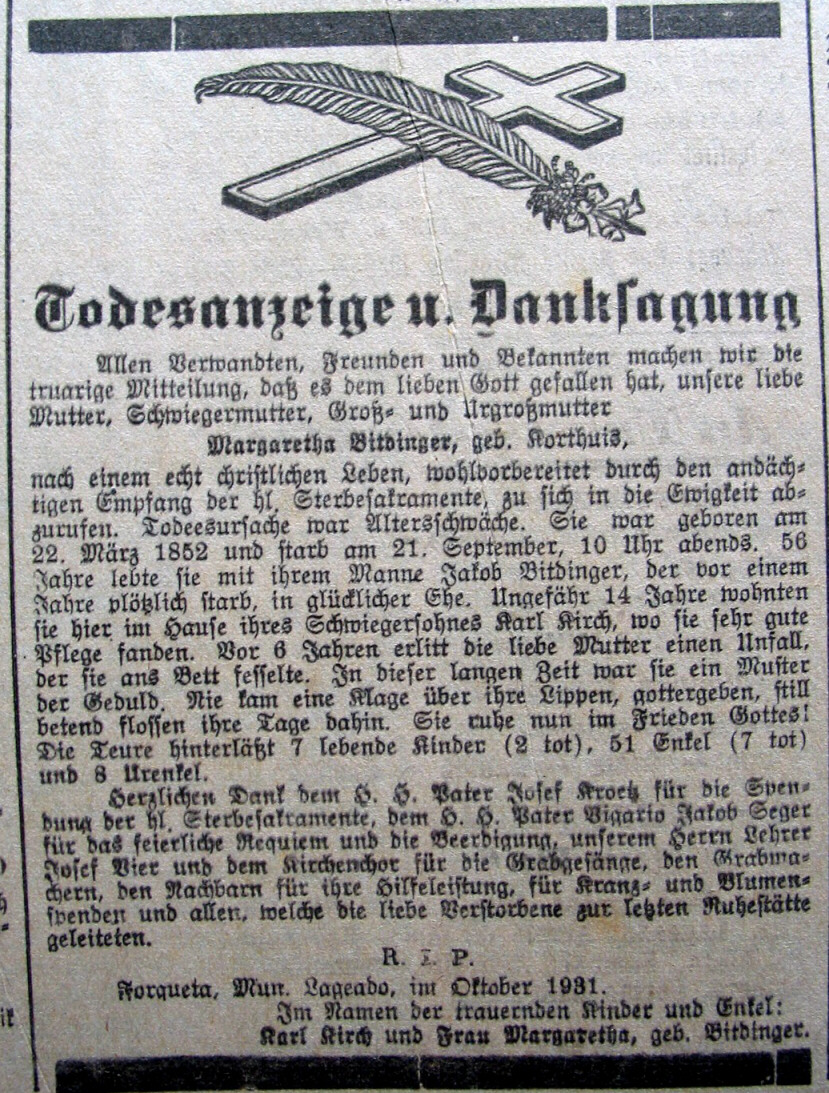 Todesanzeige u. Danksagung
Allen Verwandten, Freunden und Bekannten machen wir die
truarige Mitteilung, daß es dem lieben Gott gefallen hat, unsere liebe
Mutter, Schwiegermutter, Groß- und Urgroßmutter
Margaretha Bitdinger, geb. Korthuis,
nach einem echt christlichen Leben, wohlvorbereitet durch den andäch-
tigen Empfang der hl. Sterbesakramente, zu sich in die Ewigkeit ab-
zurufen. Todeesursache war Altersschwäche. Sie war geboren am
22. März 1852 und starb am 21. September, 10 Uhr abends. 56
Jahre lebte sie mit ihrem Manne Jakob Bitdinger, der vor einem
Jahre plötzlich starb, in glücklicher Ehe. Ungefähr 14 Jahre wohnten
sie hier im Hause ihres Schwiegersohnes Karl Kirch, wo sie sehr gute
Pflege fanden. Vor 6 Jahren erlitt die liebe Mutter einen Unfall,
der sie ans Bett fesselte. In dieser langen Zeit war sie ein Muster
der Geduld. Nie kam eine Klage über ihre Lippen, gottergeben, still
betend flossen ihre Tage dahin. Sie ruhe nun im Frieden Gottes!
Die Teure hinterläßt 7 lebende Kinder (2 tot), 51 Enkel (7 tot)
und 8 Urenkel.
Herzlichen Dank dem H. H. Pater Josef Kroetz für die Spen-
dung der hl. Sterbesakramente, dem H. H. Pater Vigario Jakob Seger
für das feierliche Requiem und die Beerdigung, unserem Herrn Lehrer
Josef Vier und dem Kirchenchor für die Grabgesänge, den Grabma-
chern, den Nachbarn für ihre Hilfeleistung, für Kranz- und Blumen-
spenden und allen, welche die liebe Verstorbene zur letzten Ruhestätte
geleiteten.
R. I. P.
Forqueta, Mun. Lageado, im Oktober 1931.
Im Namen der trauernden Kinder und Enkel:
Karl Kirch und Frau Margaretha, geb. Bitdinger.